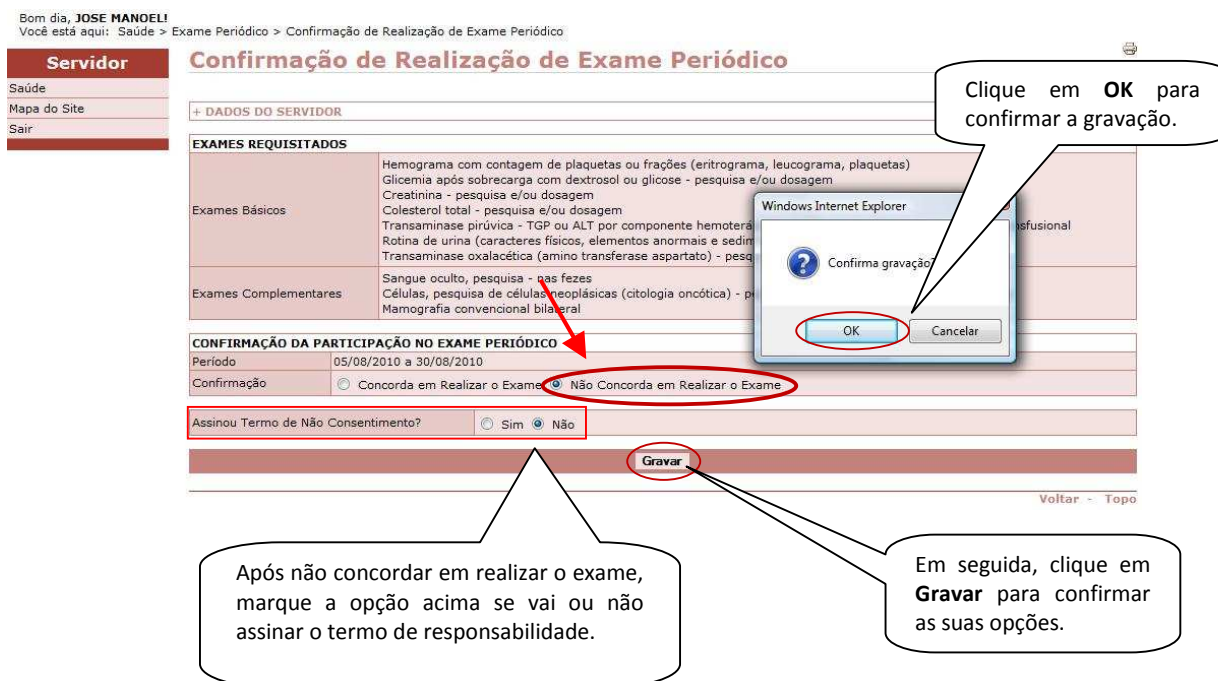 Bom dia, JOSE MANOEL!
Você está aqui: Saúde > Exame Periódico > Confirmação de Realização de Exame Periódico
Servidor
Saúde
Mapa do Site
Sair
Confirmação de Realização de Exame Periódico
+ DADOS DO SERVIDOR
EXAMES REQUISITADOS
Exames Básicos
Hemograma com contagem de plaquetas ou frações (eritrograma, leucograma, plaquetas)
Glicemia após sobrecarga com dextrosol ou glicose - pesquisa e/ou dosagem
Creatinina - pesquisa e/ou dosagem
Colesterol total - pesquisa e/ou dosagem
Transaminase pirúvica - TGP ou ALT por componente
Rotina de urina (caracteres físicos, elementos anormais e
Transaminase oxalacética (amino transferase aspartato) -
Exames Complementares
Sangue oculto, pesquisa - nas fezes
Células, pesquisa de células neoplásicas (citologia oncótica) -
Mamografia convencional bilateral
CONFIRMAÇÃO DA PARTICIPAÇÃO NO EXAME PERIÓDICO
Período 05/08/2010 a 30/08/2010
Confirmação Concorda em Realizar o Exame Não Concorda em Realizar o Exame
Assinou Termo de Não Consentimento? Sim Não
Gravar
Voltar - Topo
Windows Internet Explorer
Confirma gravação?
OK Cancelar
Clique em OK para
confirmar a gravação.
Após não concordar em realizar o exame,
marque a opção acima se vai ou não
assinar o termo de responsabilidade.
Em seguida, clique em
Gravar para confirmar
as suas opções.